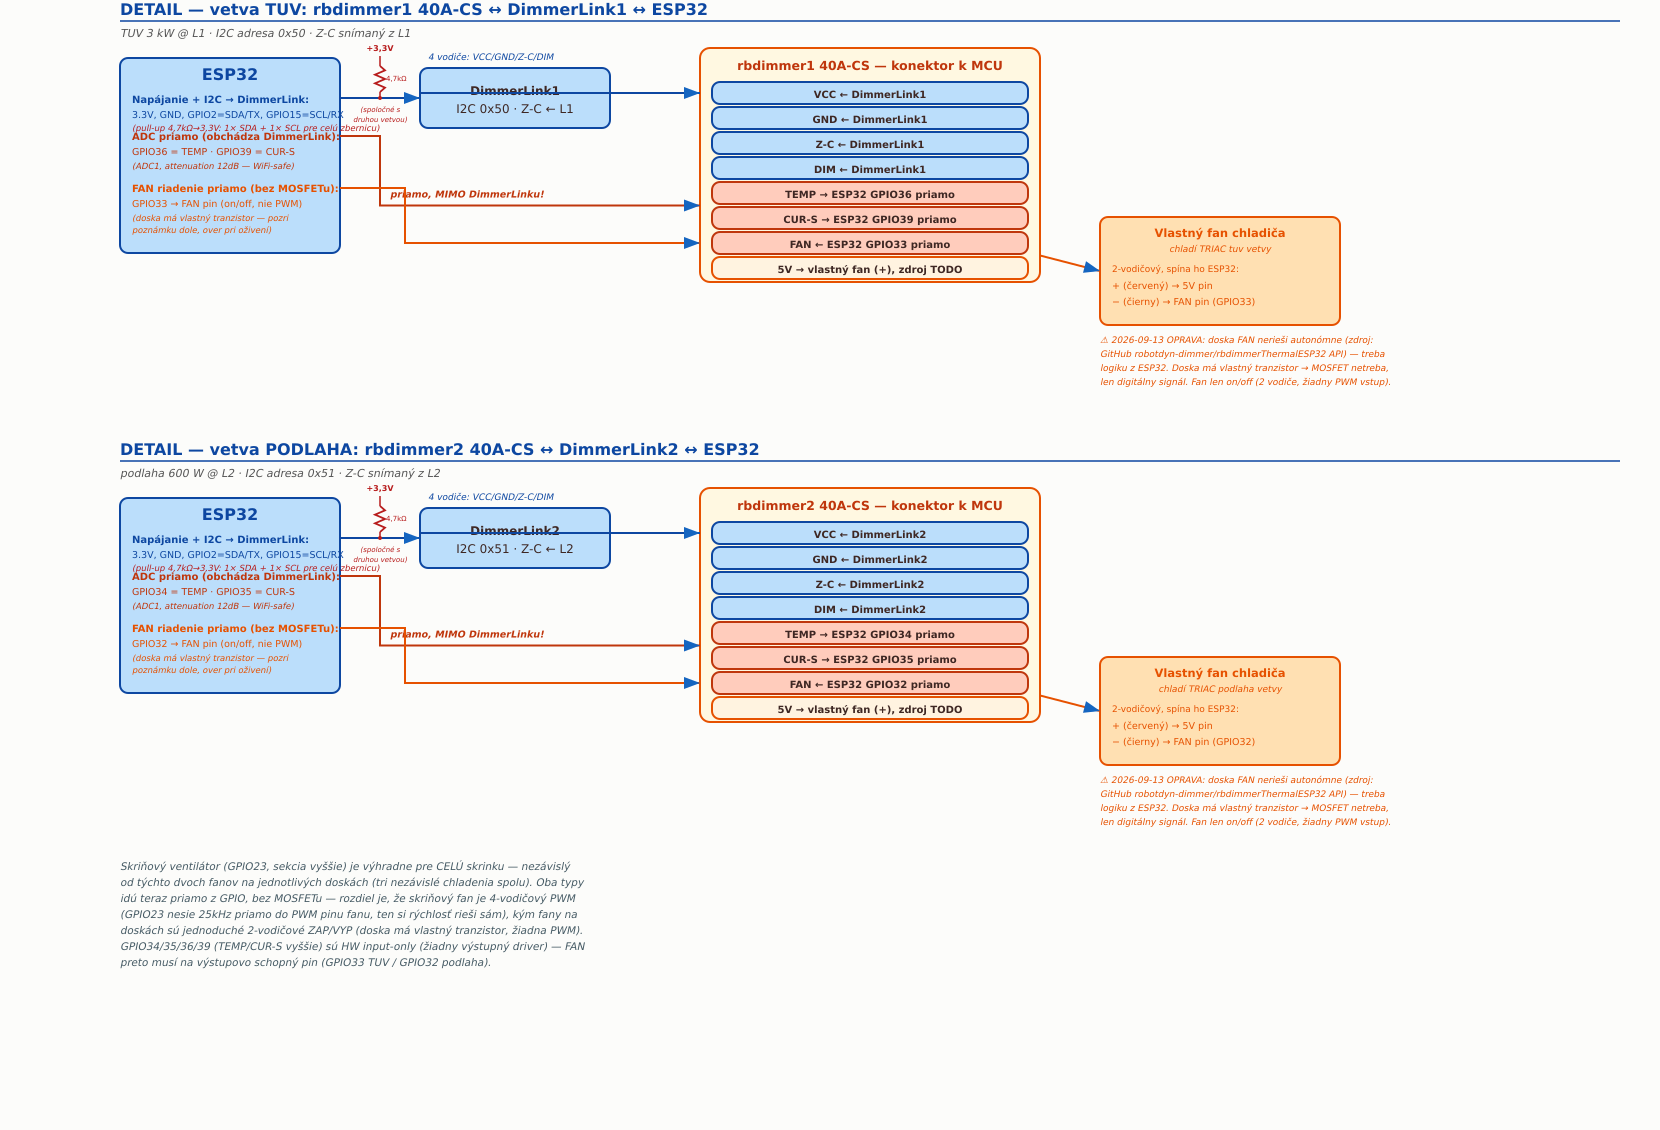 DETAIL — vetva TUV: rbdimmer1 40A-CS ↔ DimmerLink1 ↔ ESP32
TUV 3 kW @ L1 · I2C adresa 0x50 · Z-C snímaný z L1
ESP32
Napájanie + I2C → DimmerLink:
3.3V, GND, GPIO2=SDA/TX, GPIO15=SCL/RX
(pull-up 4,7kΩ→3,3V: 1× SDA + 1× SCL pre celú zbernicu)
ADC priamo (obchádza DimmerLink):
GPIO36 = TEMP · GPIO39 = CUR-S
(ADC1, attenuation 12dB — WiFi-safe)
FAN riadenie priamo (bez MOSFETu):
GPIO33 → FAN pin (on/off, nie PWM)
(doska má vlastný tranzistor — pozri
poznámku dole, over pri oživení)
+3,3V
4,7kΩ
(spoločné s
druhou vetvou)
4 vodiče: VCC/GND/Z-C/DIM
DimmerLink1
I2C 0x50 · Z-C ← L1
priamo, MIMO DimmerLinku!
rbdimmer1 40A-CS — konektor k MCU
VCC ← DimmerLink1
GND ← DimmerLink1
Z-C ← DimmerLink1
DIM ← DimmerLink1
TEMP → ESP32 GPIO36 priamo
CUR-S → ESP32 GPIO39 priamo
FAN ← ESP32 GPIO33 priamo
5V → vlastný fan (+), zdroj TODO
Vlastný fan chladiča
chladí TRIAC tuv vetvy
2-vodičový, spína ho ESP32:
+ (červený) → 5V pin
− (čierny) → FAN pin (GPIO33)
⚠ 2026-09-13 OPRAVA: doska FAN nerieši autonómne (zdroj:
GitHub robotdyn-dimmer/rbdimmerThermalESP32 API) — treba
logiku z ESP32. Doska má vlastný tranzistor → MOSFET netreba,
len digitálny signál. Fan len on/off (2 vodiče, žiadny PWM vstup).
DETAIL — vetva PODLAHA: rbdimmer2 40A-CS ↔ DimmerLink2 ↔ ESP32
podlaha 600 W @ L2 · I2C adresa 0x51 · Z-C snímaný z L2
ESP32
Napájanie + I2C → DimmerLink:
3.3V, GND, GPIO2=SDA/TX, GPIO15=SCL/RX
(pull-up 4,7kΩ→3,3V: 1× SDA + 1× SCL pre celú zbernicu)
ADC priamo (obchádza DimmerLink):
GPIO34 = TEMP · GPIO35 = CUR-S
(ADC1, attenuation 12dB — WiFi-safe)
FAN riadenie priamo (bez MOSFETu):
GPIO32 → FAN pin (on/off, nie PWM)
(doska má vlastný tranzistor — pozri
poznámku dole, over pri oživení)
+3,3V
4,7kΩ
(spoločné s
druhou vetvou)
4 vodiče: VCC/GND/Z-C/DIM
DimmerLink2
I2C 0x51 · Z-C ← L2
priamo, MIMO DimmerLinku!
rbdimmer2 40A-CS — konektor k MCU
VCC ← DimmerLink2
GND ← DimmerLink2
Z-C ← DimmerLink2
DIM ← DimmerLink2
TEMP → ESP32 GPIO34 priamo
CUR-S → ESP32 GPIO35 priamo
FAN ← ESP32 GPIO32 priamo
5V → vlastný fan (+), zdroj TODO
Vlastný fan chladiča
chladí TRIAC podlaha vetvy
2-vodičový, spína ho ESP32:
+ (červený) → 5V pin
− (čierny) → FAN pin (GPIO32)
⚠ 2026-09-13 OPRAVA: doska FAN nerieši autonómne (zdroj:
GitHub robotdyn-dimmer/rbdimmerThermalESP32 API) — treba
logiku z ESP32. Doska má vlastný tranzistor → MOSFET netreba,
len digitálny signál. Fan len on/off (2 vodiče, žiadny PWM vstup).
Skriňový ventilátor (GPIO23, sekcia vyššie) je výhradne pre CELÚ skrinku — nezávislý
od týchto dvoch fanov na jednotlivých doskách (tri nezávislé chladenia spolu). Oba typy
idú teraz priamo z GPIO, bez MOSFETu — rozdiel je, že skriňový fan je 4-vodičový PWM
(GPIO23 nesie 25kHz priamo do PWM pinu fanu, ten si rýchlosť rieši sám), kým fany na
doskách sú jednoduché 2-vodičové ZAP/VYP (doska má vlastný tranzistor, žiadna PWM).
GPIO34/35/36/39 (TEMP/CUR-S vyššie) sú HW input-only (žiadny výstupný driver) — FAN
preto musí na výstupovo schopný pin (GPIO33 TUV / GPIO32 podlaha).